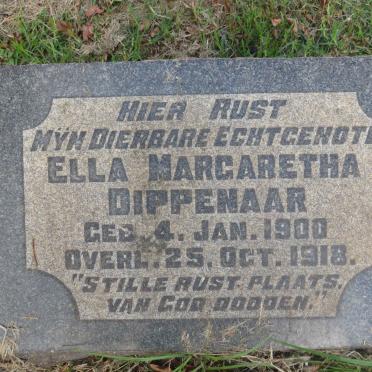 HIER RUST
MYN DIERBARE ECHTGENOTE
ELLA MARGARETHA
DIPPENAAR
GEB. 4. JAN. 1900
OVERL. 25. OCT. 1918.
"STILLE RUST-PLAATS,
VAN GOD DODDEN."